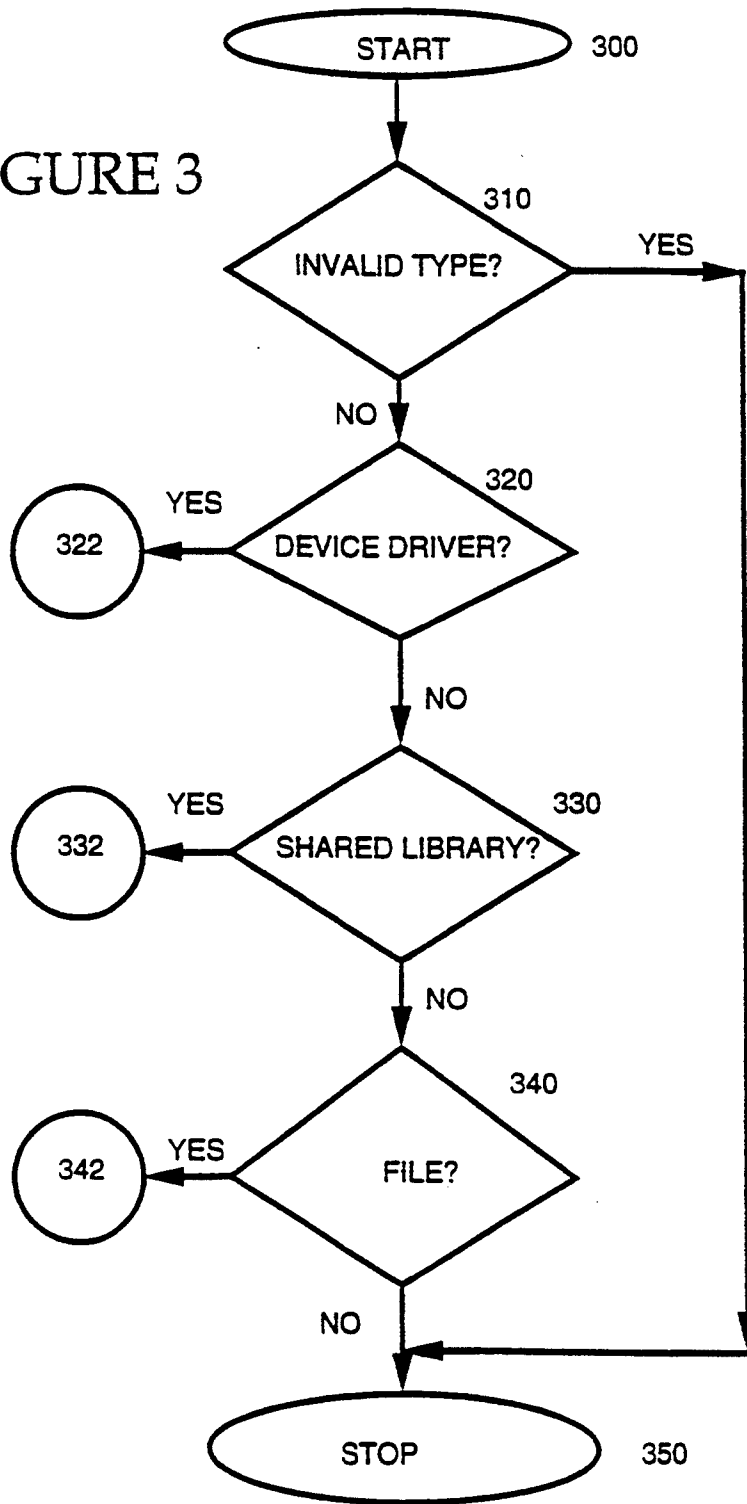 START 300
GURE 3
310
INVALID TYPE?
YES
NO
320
YES
322
DEVICE DRIVER?
NO
YES
330
332
SHARED LIBRARY?
NO
340
YES
342
FILE?
NO
STOP 350